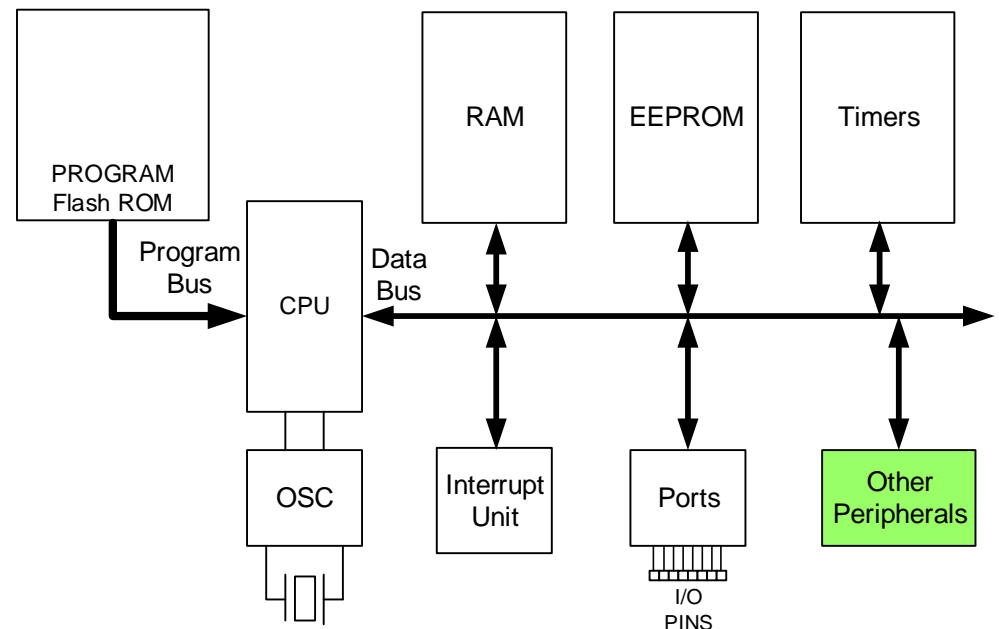 PROGRAM
Flash ROM
RAM
EEPROM
Timers
Program
Bus
CPU
Data
Bus
OSC
Interrupt
Unit
Ports
Other
Peripherals
I/O
PINS